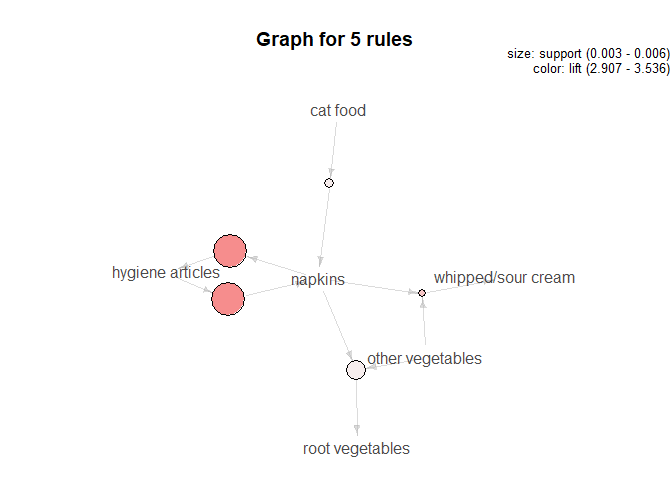 Graph for 5 rules
size: support (0.003 - 0.006)
color: lift (2.907 - 3.536)
cat food
hygiene articles
napkins
whipped/sour cream
other vegetables
root vegetables